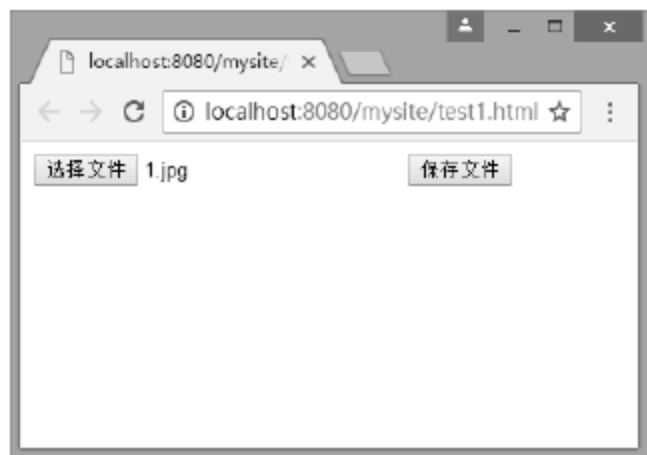 localhost:8080/mysite/
localhost:8080/mysite/test1.html
选择文件 1.jpg 保存文件